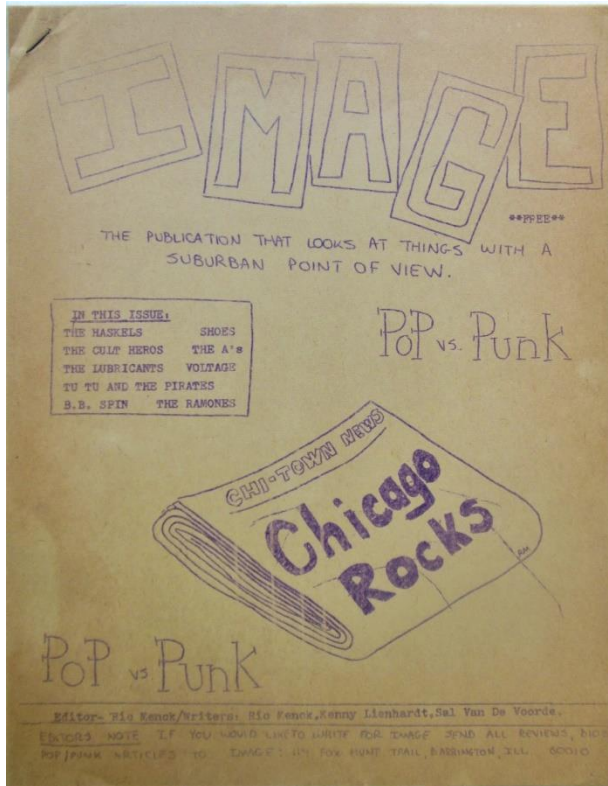 IMAGE
**FREE**
THE PUBLICATION THAT LOOKS AT THINGS WITH A
SUBURBAN POINT OF VIEW.
IN THIS ISSUE:
THE HASKELS SHOES
THE CULT HEROS THE A's
THE LUBRICANTS VOLTAGE
TU TU AND THE PIRATES
B.B. SPIN THE RAMONES
POP VS. PUNK
CHI-TOWN NEWS
Chicago
Rocks
POP VS PUNK
Editor- Rio Kenck/Writers: Rio Kenck,Kenny Lienhardt,Sal Van De Voorde.
EDITORS NOTE IF YOU WOULD LIKE TO WRITE FOR IMAGE SEND ALL REVIEWS,
POP/PUNK ARTICLES TO IMAGE: FOX HUNT TRAIL, BARRINGTON, ILL 60010